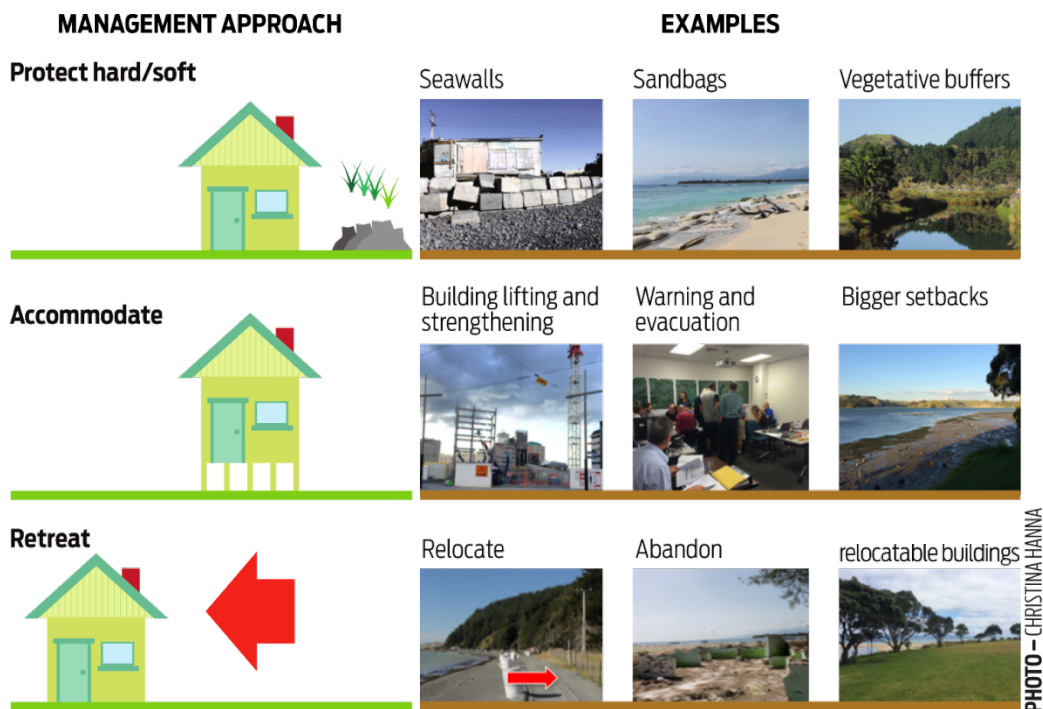 MANAGEMENT APPROACH
EXAMPLES
Protect hard/soft
Seawalls
Sandbags
Vegetative buffers
Accommodate
Building lifting and
strengthening
Warning and
evacuation
Bigger setbacks
Retreat
Relocate
Abandon
relocatable buildings
PHOTO – CHRISTINA HANNA